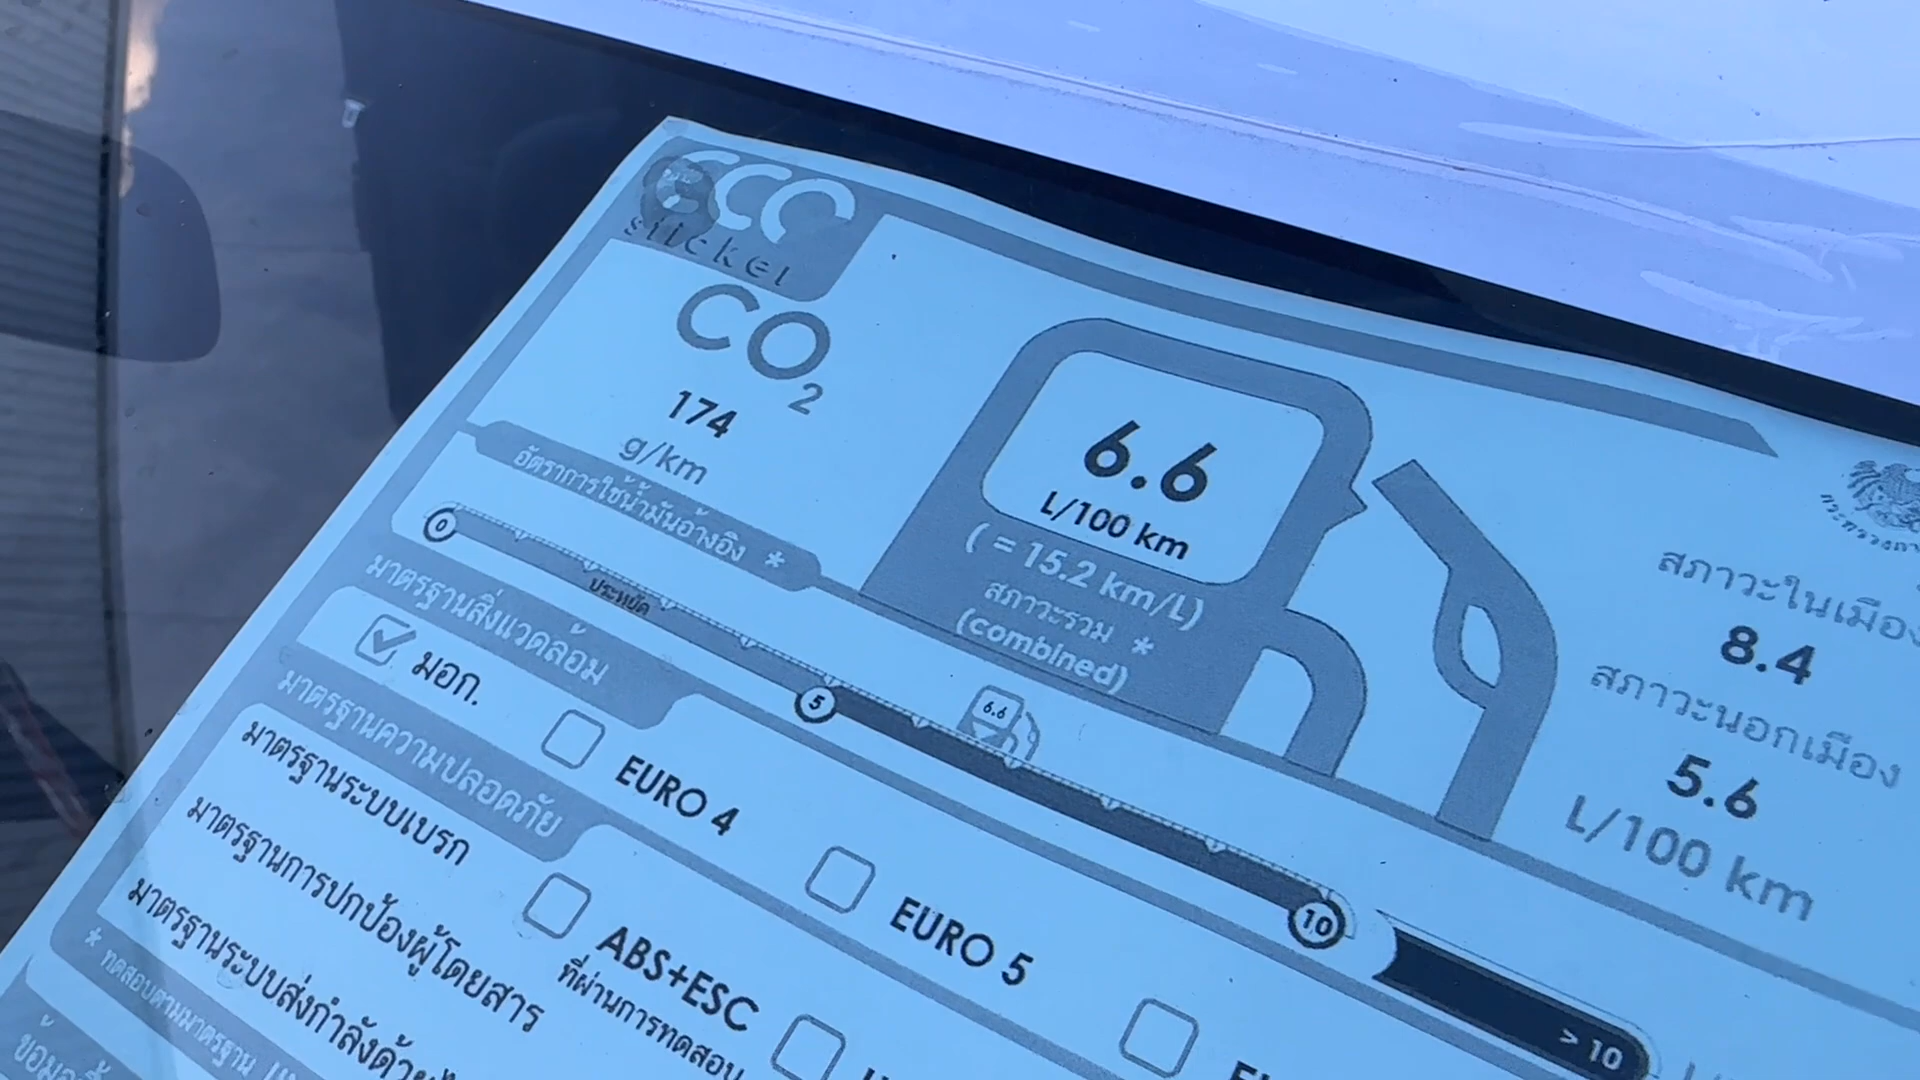 eco
sticker
CO2
174
g/km
6.6
L/100 km
( = 15.2 km/L)
สภาวะรวม *
(combined)
สภาวะในเมือง
8.4
สภาวะนอกเมือง
5.6
L/100 km
อัตราการใช้น้ำมันอ้างอิง *
0
ประหยัด
5
6.6
10
> 10
มาตรฐานสิ่งแวดล้อม
มอก.
EURO 4
EURO 5
มาตรฐานความปลอดภัย
มาตรฐานระบบเบรก
ABS+ESC
มาตรฐานการปกป้องผู้โดยสาร
ที่ผ่านการทดสอบ
* ทดสอบตามมาตรฐาน